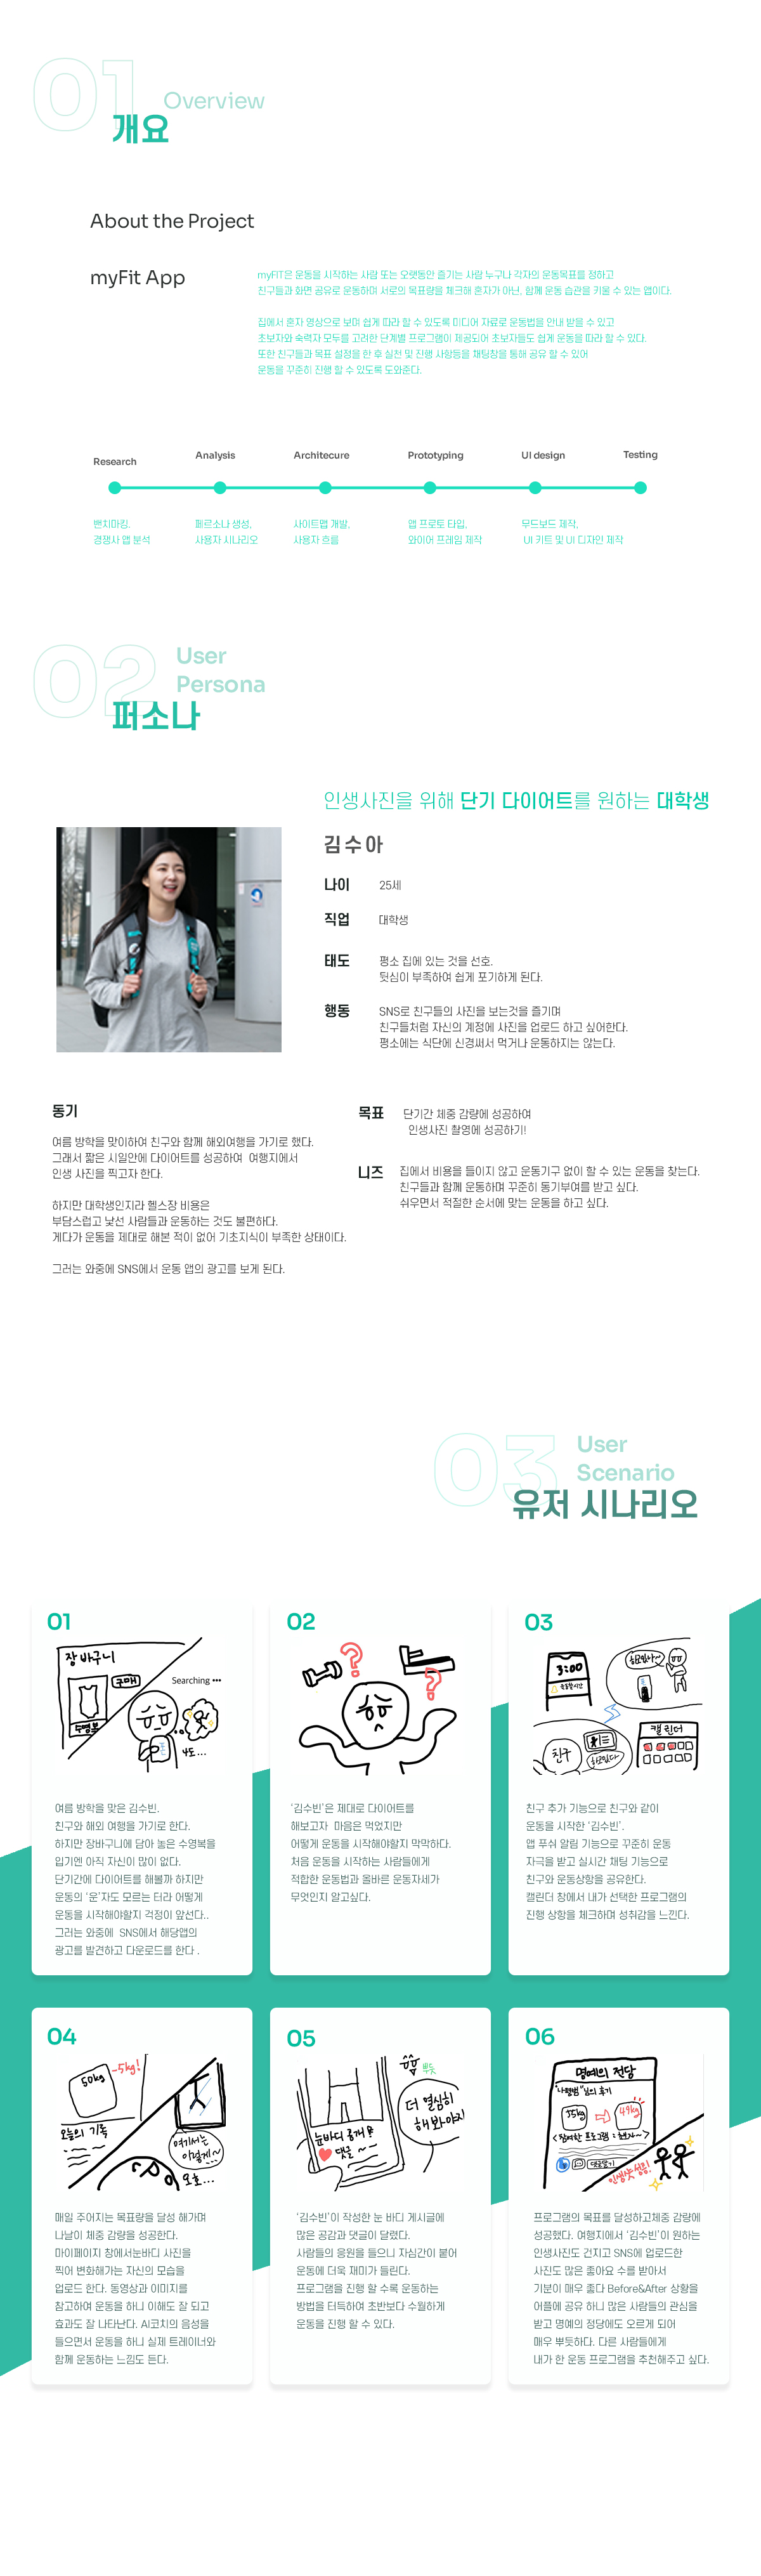 01
Overview
개요
About the Project
myFit App
myFIT은 운동을 시작하는 사람 또는 오랫동안 즐기는 사람 누구나 각자의 운동목표를 정하고
친구들과 화면 공유로 운동하며 서로의 목표량을 체크해 혼자가 아닌, 함께 운동 습관을 키울 수 있는 앱이다.
집에서 혼자 영상으로 보며 쉽게 따라 할 수 있도록 미디어 자료로 운동법을 안내 받을 수 있고
초보자와 숙력자 모두를 고려한 단계별 프로그램이 제공되어 초보자들도 쉽게 운동을 따라 할 수 있다.
또한 친구들과 목표 설정을 한 후 실천 및 진행 사항들을 채팅창을 통해 공유 할 수 있어
운동을 꾸준히 진행 할 수 있도록 도와준다.
Research
Analysis
Architecure
Prototyping
UI design
Testing
밴치마킹,
경쟁사 앱 분석
페르소나 생성,
사용자 시나리오
사이트맵 개발,
사용자 흐름
앱 프로토 타입,
와이어 프레임 제작
무드보드 제작,
UI 키트 및 UI 디자인 제작
02
User
Persona
퍼소나
인생사진을 위해 단기 다이어트를 원하는 대학생
김수아
나이 25세
직업 대학생
태도 평소 집에 있는 것을 선호.
뒷심이 부족하여 쉽게 포기하게 된다.
행동 SNS로 친구들의 사진을 보는것을 즐기며
친구들처럼 자신의 계정에 사진을 업로드 하고 싶어한다.
평소에는 식단에 신경써서 먹거나 운동하지는 않는다.
동기
여름 방학을 맞이하여 친구와 함께 해외여행을 가기로 했다.
그래서 짧은 시일안에 다이어트를 성공하여 여행지에서
인생 사진을 찍고자 한다.
하지만 대학생인지라 헬스장 비용은
부담스럽고 낯선 사람들과 운동하는 것도 불편하다.
게다가 운동을 제대로 해본 적이 없어 기초지식이 부족한 상태이다.
그러는 와중에 SNS에서 운동 앱의 광고를 보게 된다.
목표 단기간 체중 감량에 성공하여
인생사진 촬영에 성공하기!
니즈 집에서 비용을 들이지 않고 운동기구 없이 할 수 있는 운동을 찾는다.
친구들과 함께 운동하며 꾸준히 동기부여를 받고 싶다.
쉬우면서 적절한 순서에 맞는 운동을 하고 싶다.
03
User
Scenario
유저 시나리오
01
장바구니
구매
수영복
Searching •••
여름 방학을 맞은 김수빈.
친구와 해외 여행을 가기로 한다.
하지만 장바구니에 담아 놓은 수영복을
입기엔 아직 자신이 많이 없다.
단기간에 다이어트를 해볼까 하지만
운동의 '운'자도 모르는 터라 어떻게
운동을 시작해야할지 걱정이 앞선다..
그러는 와중에 SNS에서 해당앱의
광고를 발견하고 다운로드를 한다 .
02
?
?
'김수빈'은 제대로 다이어트를
해보고자 마음은 먹었지만
어떻게 운동을 시작해야할지 막막하다.
처음 운동을 시작하는 사람들에게
적합한 운동법과 올바른 운동자세가
무엇인지 알고싶다.
03
3:00
운동할시간
친구
캘린더
친구 추가 기능으로 친구와 같이
운동을 시작한 '김수빈'.
앱 푸쉬 알림 기능으로 꾸준히 운동
자극을 받고 실시간 채팅 기능으로
친구와 운동상황을 공유한다.
캘린더 창에서 내가 선택한 프로그램의
진행 상항을 체크하며 성취감을 느낀다.
04
50kg
-5kg!
오늘의 기록
여기서는
이렇게~
오호...
매일 주어지는 목표량을 달성 해가며
나날이 체중 감량을 성공한다.
마이페이지 창에서눈바디 사진을
찍어 변화해가는 자신의 모습을
업로드 한다. 동영상과 이미지를
참고하여 운동을 하니 이해도 잘 되고
효과도 잘 나타난다. AI코치의 음성을
들으면서 운동을 하니 실제 트레이너와
함께 운동하는 느낌도 든다.
05
뿌듯
더 열심히
해봐야지
눈바디 공개!
댓글 ~~
'김수빈'이 작성한 눈 바디 게시글에
많은 공감과 댓글이 달렸다.
사람들의 응원을 들으니 자심간이 붙어
운동에 더욱 재미가 들린다.
프로그램을 진행 할 수록 운동하는
방법을 터득하여 초반보다 수월하게
운동을 진행 할 수 있다.
06
명예의 전당
55kg
49kg
인생샷 성공!
프로그램의 목표를 달성하고체중 감량에
성공했다. 여행지에서 '김수빈'이 원하는
인생사진도 건지고 SNS에 업로드한
사진도 많은 좋아요 수를 받아서
기분이 매우 좋다 Before&After 상황을
어플에 공유 하니 많은 사람들의 관심을
받고 명예의 정당에도 오르게 되어
매우 뿌듯하다. 다른 사람들에게
내가 한 운동 프로그램을 추천해주고 싶다.